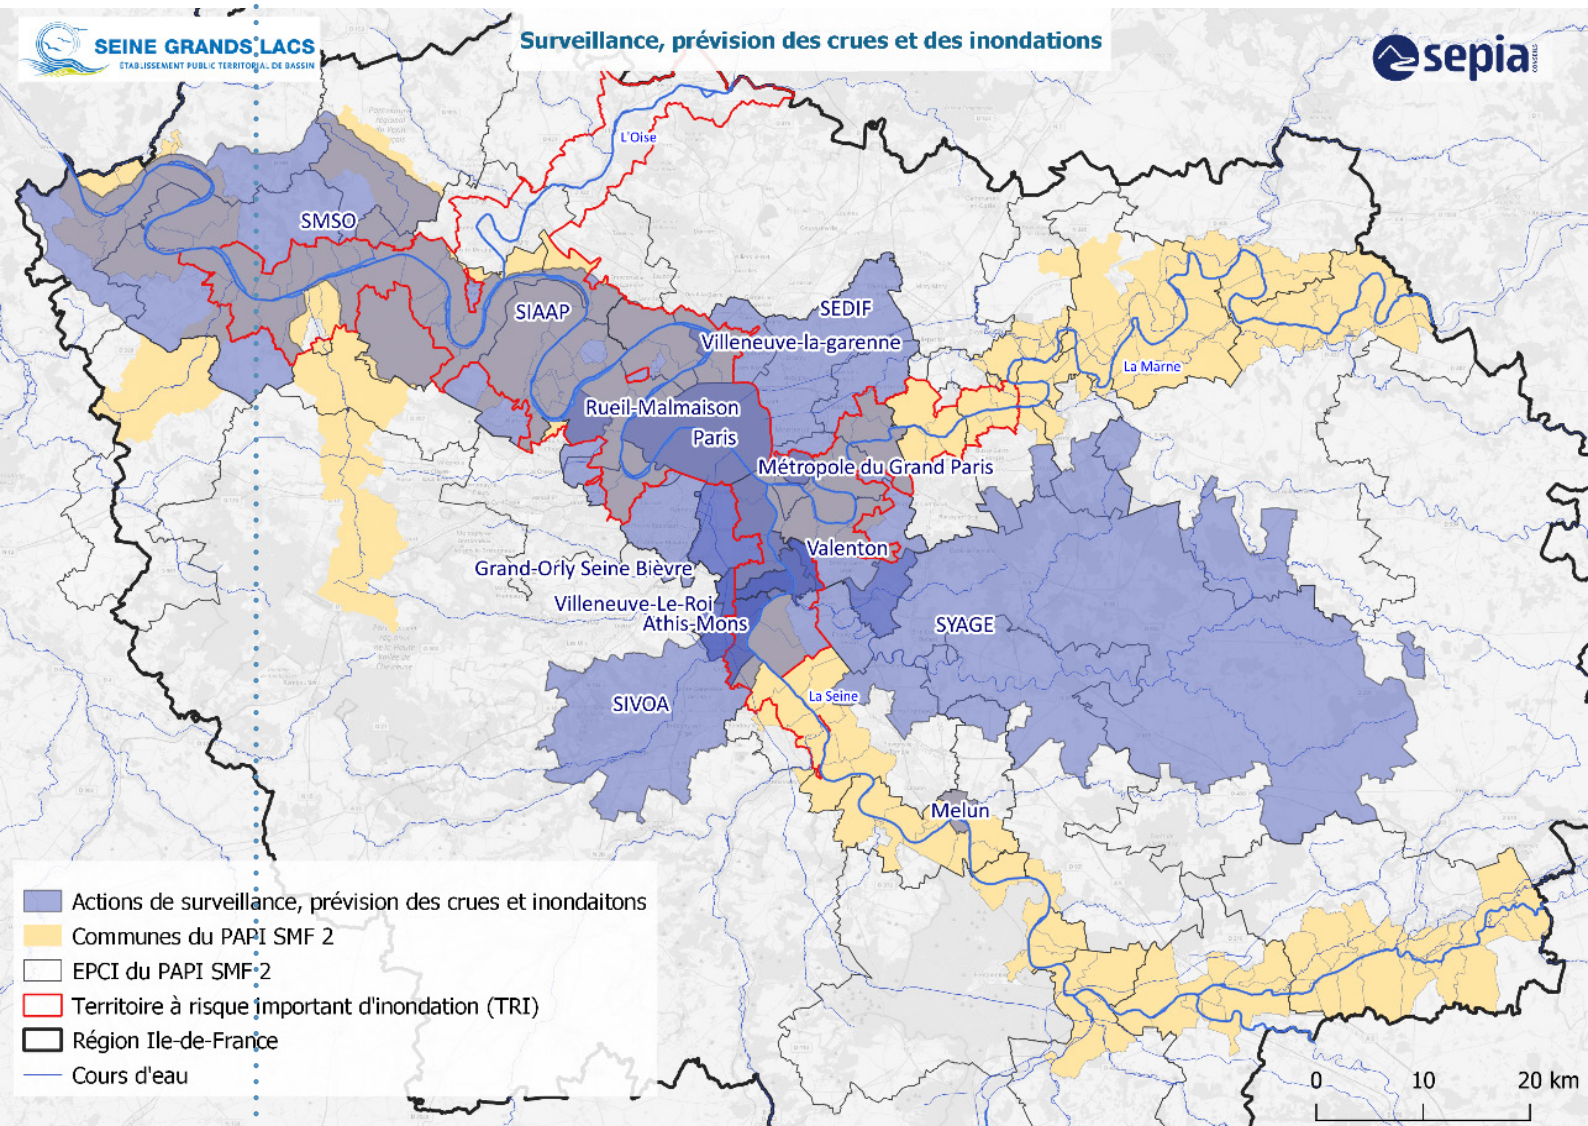 SEINE GRANDS LACS
ÉTABLISSEMENT PUBLIC TERRITORIAL DE BASSIN
Surveillance, prévision des crues et des inondations
sepia
CONSEILS
L'Oise
SMSO
SIAAP
SEDIF
Villeneuve-la-garenne
La Marne
Rueil-Malmaison
Paris
Métropole du Grand Paris
Valenton
Grand-Orly Seine Bièvre
Villeneuve-Le-Roi
Athis-Mons
SYAGE
SIVOA
La Seine
Melun
Actions de surveillance, prévision des crues et inondaitons
Communes du PAPI SMF 2
EPCI du PAPI SMF 2
Territoire à risque important d'inondation (TRI)
Région Ile-de-France
Cours d'eau
0 10 20 km